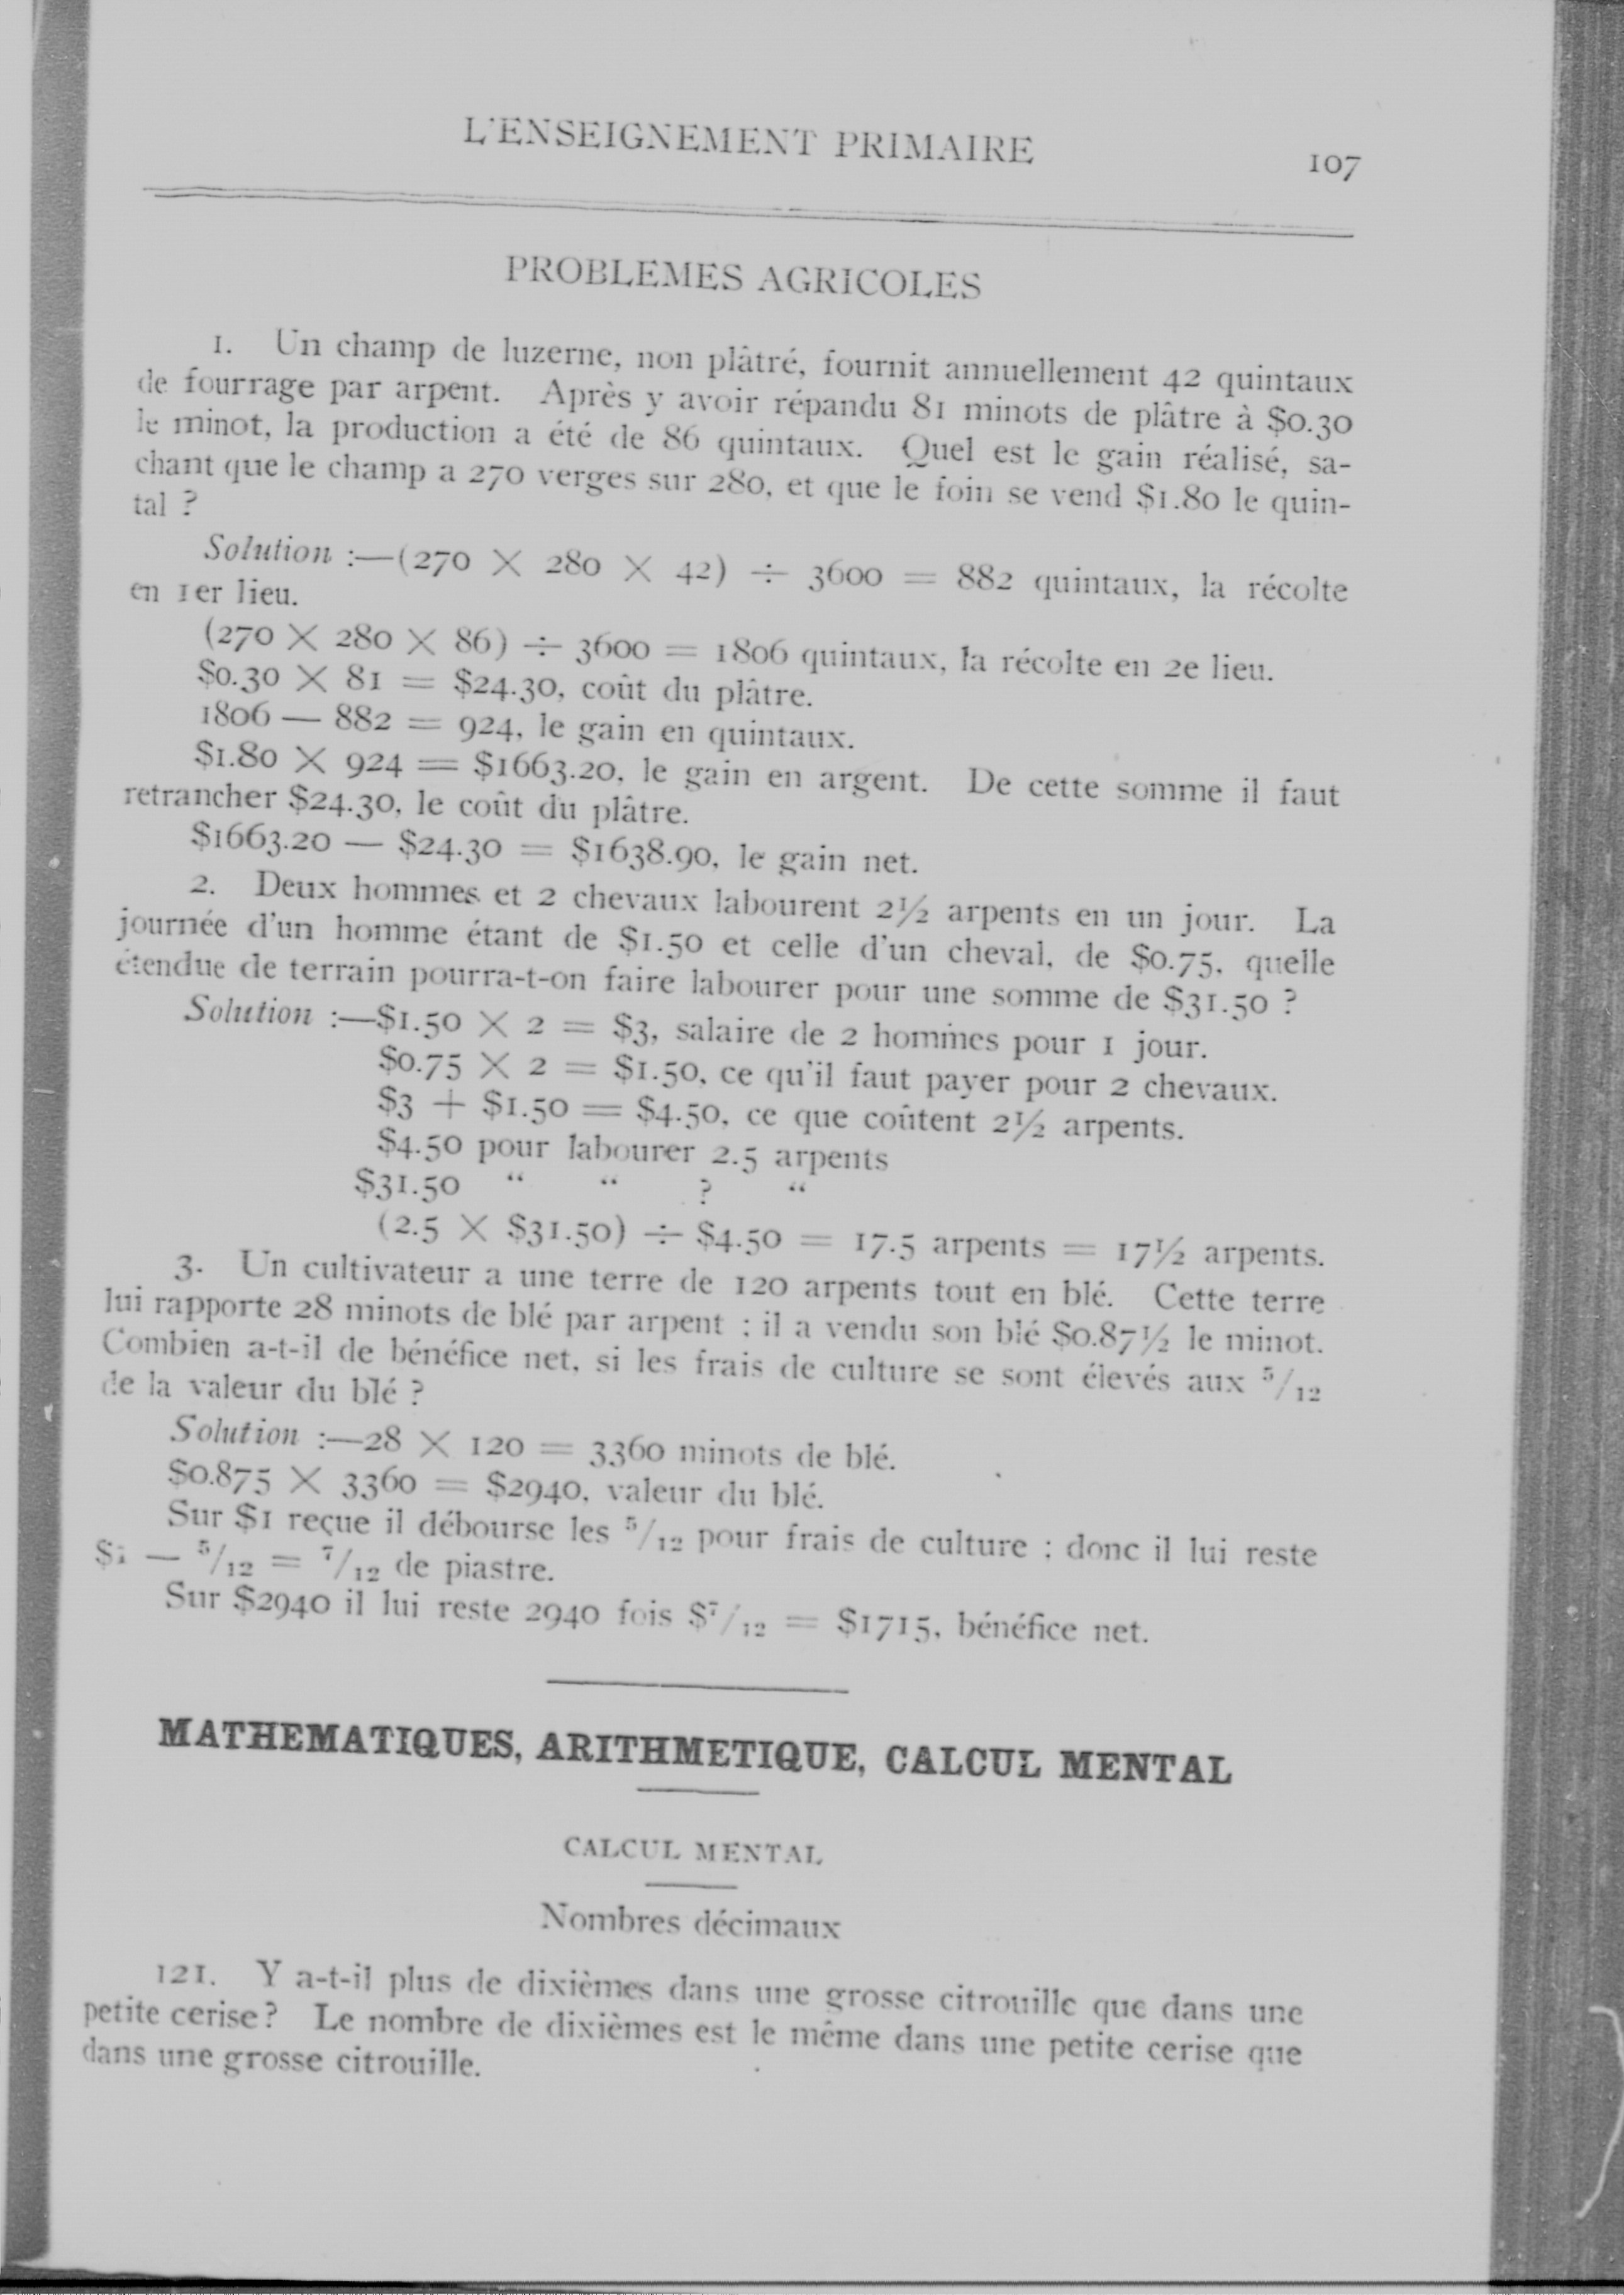 L'ENSEIGNEMENT PRIMAIRE 107
PROBLEMES AGRICOLES
1. Un champ de luzerne, non plâtré, fournit annuellement 42 quintaux
de fourrage par arpent. Après y avoir répandu 81 minots de plâtre à $0.30
le minot, la production a été de 86 quintaux. Quel est le gain réalisé, sa-
chant que le champ a 270 verges sur 280, et que le foin se vend $1.80 le quin-
tal ?
Solution :—(270 × 280 × 42) ÷ 3600 = 882 quintaux, la récolte
en 1er lieu.
(270 × 280 × 86) ÷ 3600 = 1806 quintaux, la récolte en 2e lieu.
$0.30 × 81 = $24.30, coût du plâtre.
1806 — 882 = 924, le gain en quintaux.
$1.80 × 924 = $1663.20, le gain en argent. De cette somme il faut
retrancher $24.30, le coût du plâtre.
$1663.20 — $24.30 = $1638.90, le gain net.
2. Deux hommes et 2 chevaux labourent 2½ arpents en un jour. La
journée d'un homme étant de $1.50 et celle d'un cheval, de $0.75, quelle
étendue de terrain pourra-t-on faire labourer pour une somme de $31.50 ?
Solution :—$1.50 × 2 = $3, salaire de 2 hommes pour 1 jour.
$0.75 × 2 = $1.50, ce qu'il faut payer pour 2 chevaux.
$3 + $1.50 = $4.50, ce que coûtent 2½ arpents.
$4.50 pour labourer 2.5 arpents
$31.50 “ “ ? “
(2.5 × $31.50) ÷ $4.50 = 17.5 arpents = 17½ arpents.
3. Un cultivateur a une terre de 120 arpents tout en blé. Cette terre
lui rapporte 28 minots de blé par arpent ; il a vendu son blé $0.87½ le minot.
Combien a-t-il de bénéfice net, si les frais de culture se sont élevés aux 5/12
de la valeur du blé ?
Solution :—28 × 120 = 3360 minots de blé.
$0.875 × 3360 = $2940, valeur du blé.
Sur $1 reçue il débourse les 5/12 pour frais de culture ; donc il lui reste
$1 — 5/12 = 7/12 de piastre.
Sur $2940 il lui reste 2940 fois $7/12 = $1715, bénéfice net.
MATHEMATIQUES, ARITHMETIQUE, CALCUL MENTAL
CALCUL MENTAL
Nombres décimaux
121. Y a-t-il plus de dixièmes dans une grosse citrouille que dans une
petite cerise? Le nombre de dixièmes est le même dans une petite cerise que
dans une grosse citrouille.